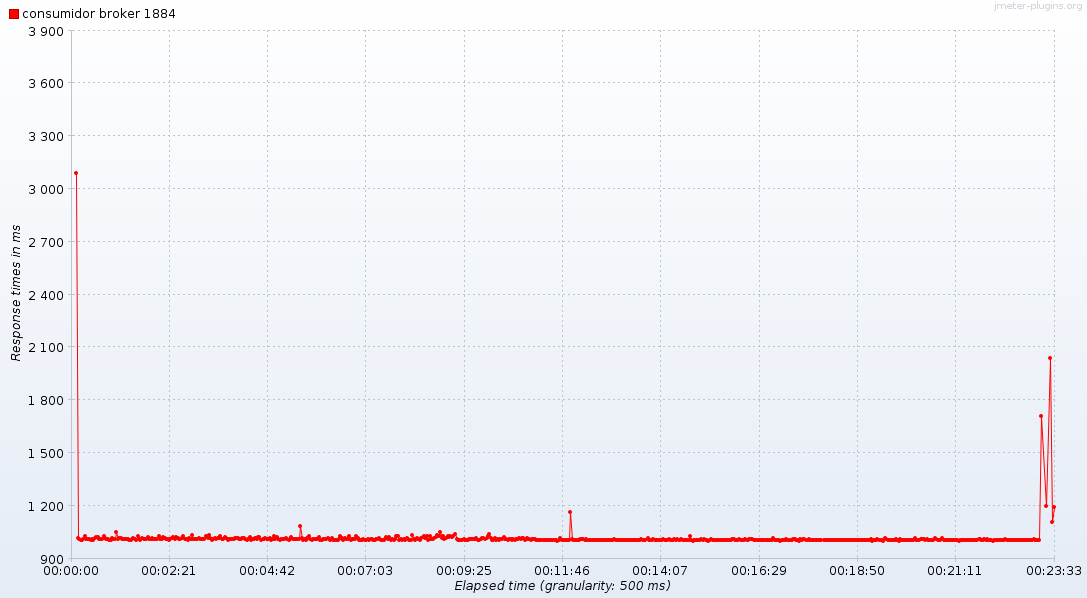 jmeter-plugins.org
consumidor broker 1884
3 900
3 600
3 300
3 000
2 700
2 400
2 100
1 800
1 500
1 200
900
Response times in ms
00:00:00 00:02:21 00:04:42 00:07:03 00:09:25 00:11:46 00:14:07 00:16:29 00:18:50 00:21:11 00:23:33
Elapsed time (granularity: 500 ms)